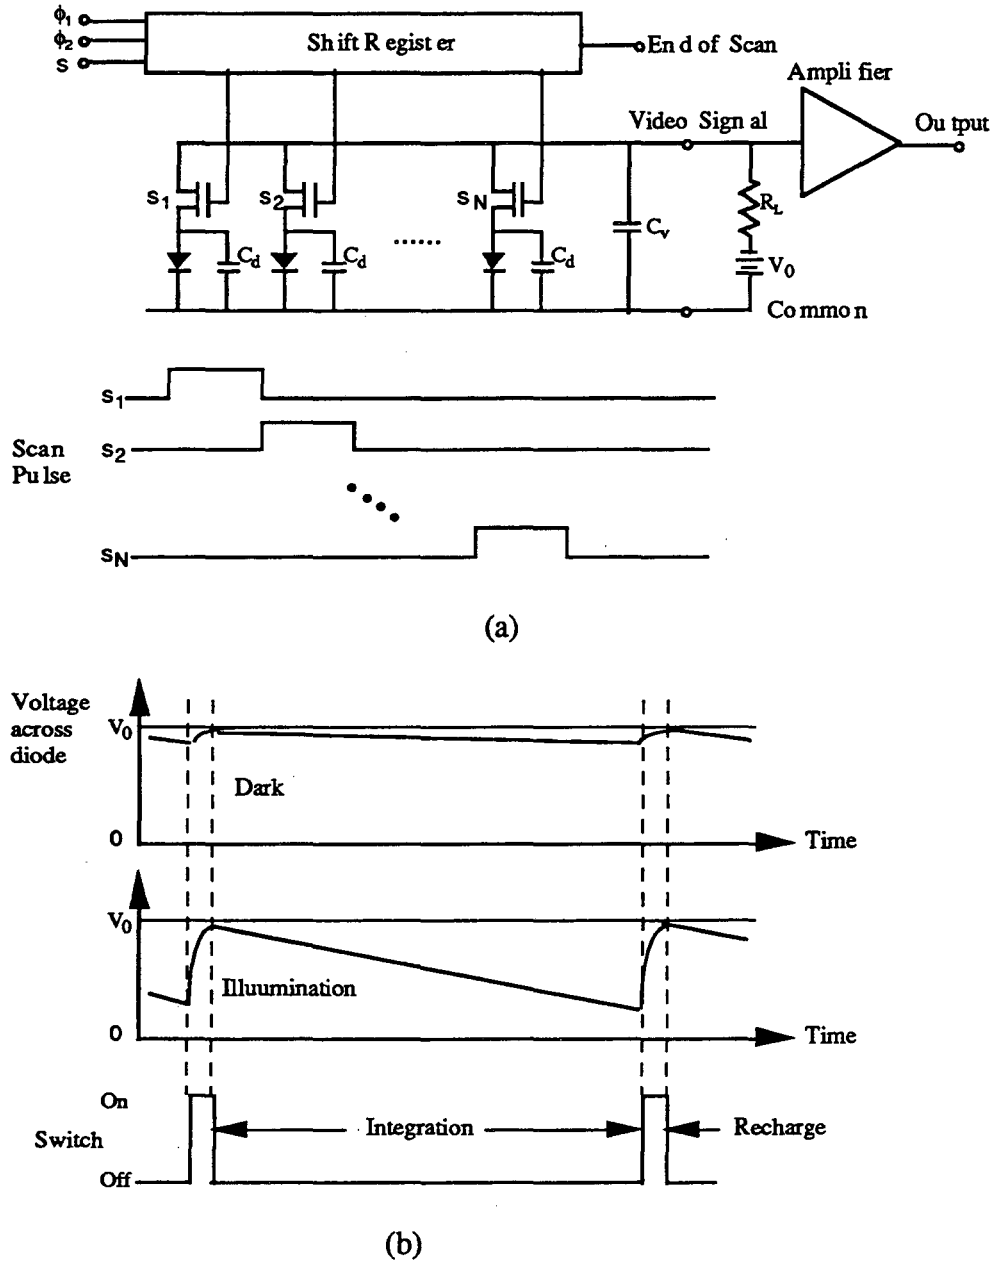 ϕ1
ϕ2
S
Shift Register
End of Scan
Amplifier
Video Signal
Output
S1
S2
SN
Cd
Cd
......
Cd
Cv
RL
V0
Common
S1
Scan
Pulse
S2
SN
(a)
Voltage
across
diode
V0
Dark
0
Time
V0
Illuumination
0
Time
On
Switch
Integration
Recharge
Off
(b)